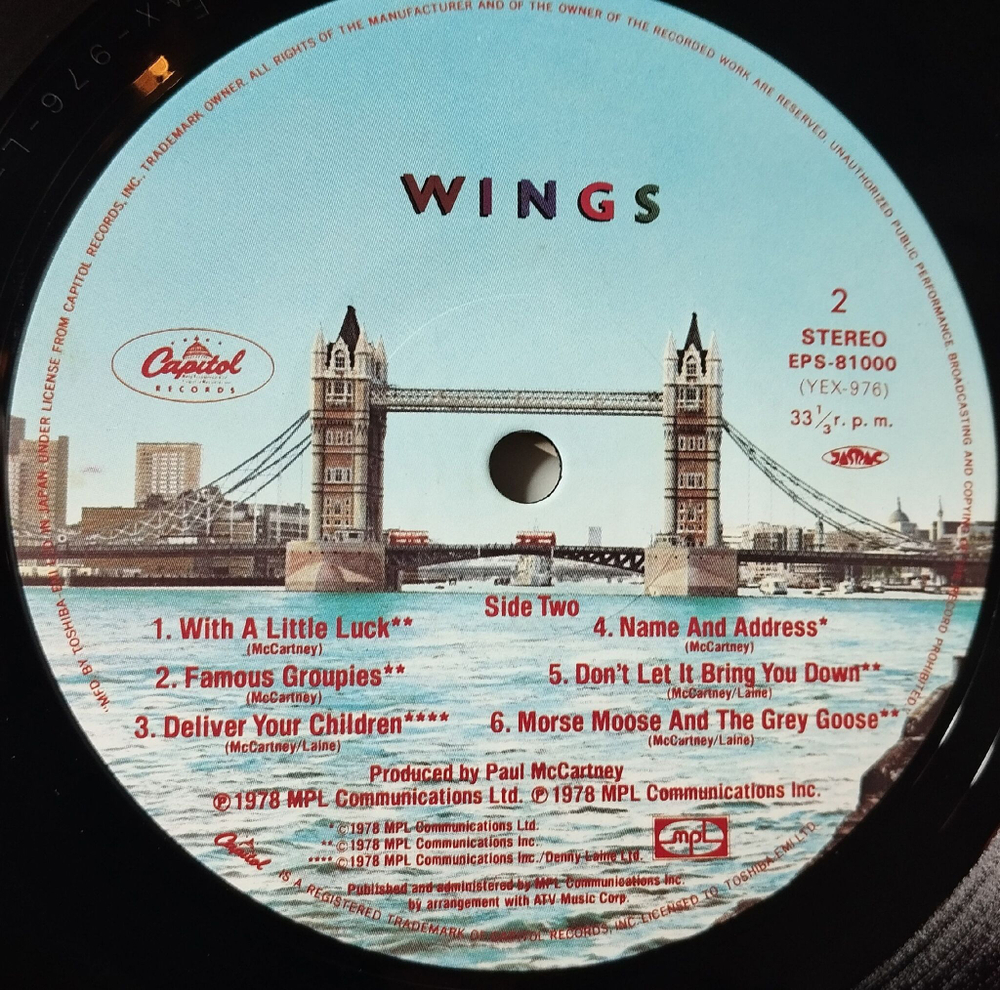 "MFD BY TOSHIBA-EMI LTD. IN JAPAN UNDER LICENSE FROM CAPITOL RECORDS, INC., TRADEMARK OWNER. ALL RIGHTS OF THE MANUFACTURER AND OF THE OWNER OF THE RECORDED WORK ARE RESERVED. UNAUTHORIZED PUBLIC PERFORMANCE BROADCASTING AND COPYING OF THIS RECORD PROHIBITED."
WINGS
Capitol
RECORDS
2
STEREO
EPS-81000
(YEX-976)
33 1/3 r. p. m.
JASRAC
Side Two
1. With A Little Luck**
(McCartney)
2. Famous Groupies**
(McCartney)
3. Deliver Your Children****
(McCartney/Laine)
4. Name And Address*
(McCartney)
5. Don't Let It Bring You Down**
(McCartney/Laine)
6. Morse Moose And The Grey Goose**
(McCartney/Laine)
Produced by Paul McCartney
℗1978 MPL Communications Ltd. ℗1978 MPL Communications Inc.
*©1978 MPL Communications Ltd.
**©1978 MPL Communications Inc.
****©1978 MPL Communications Inc./Denny Laine Ltd.
mpl
Published and administered by MPL Communications Inc.
by arrangement with ATV Music Corp.
Capitol IS A REGISTERED TRADEMARK OF CAPITOL RECORDS, INC. LICENSED TO TOSHIBA-EMI LTD.